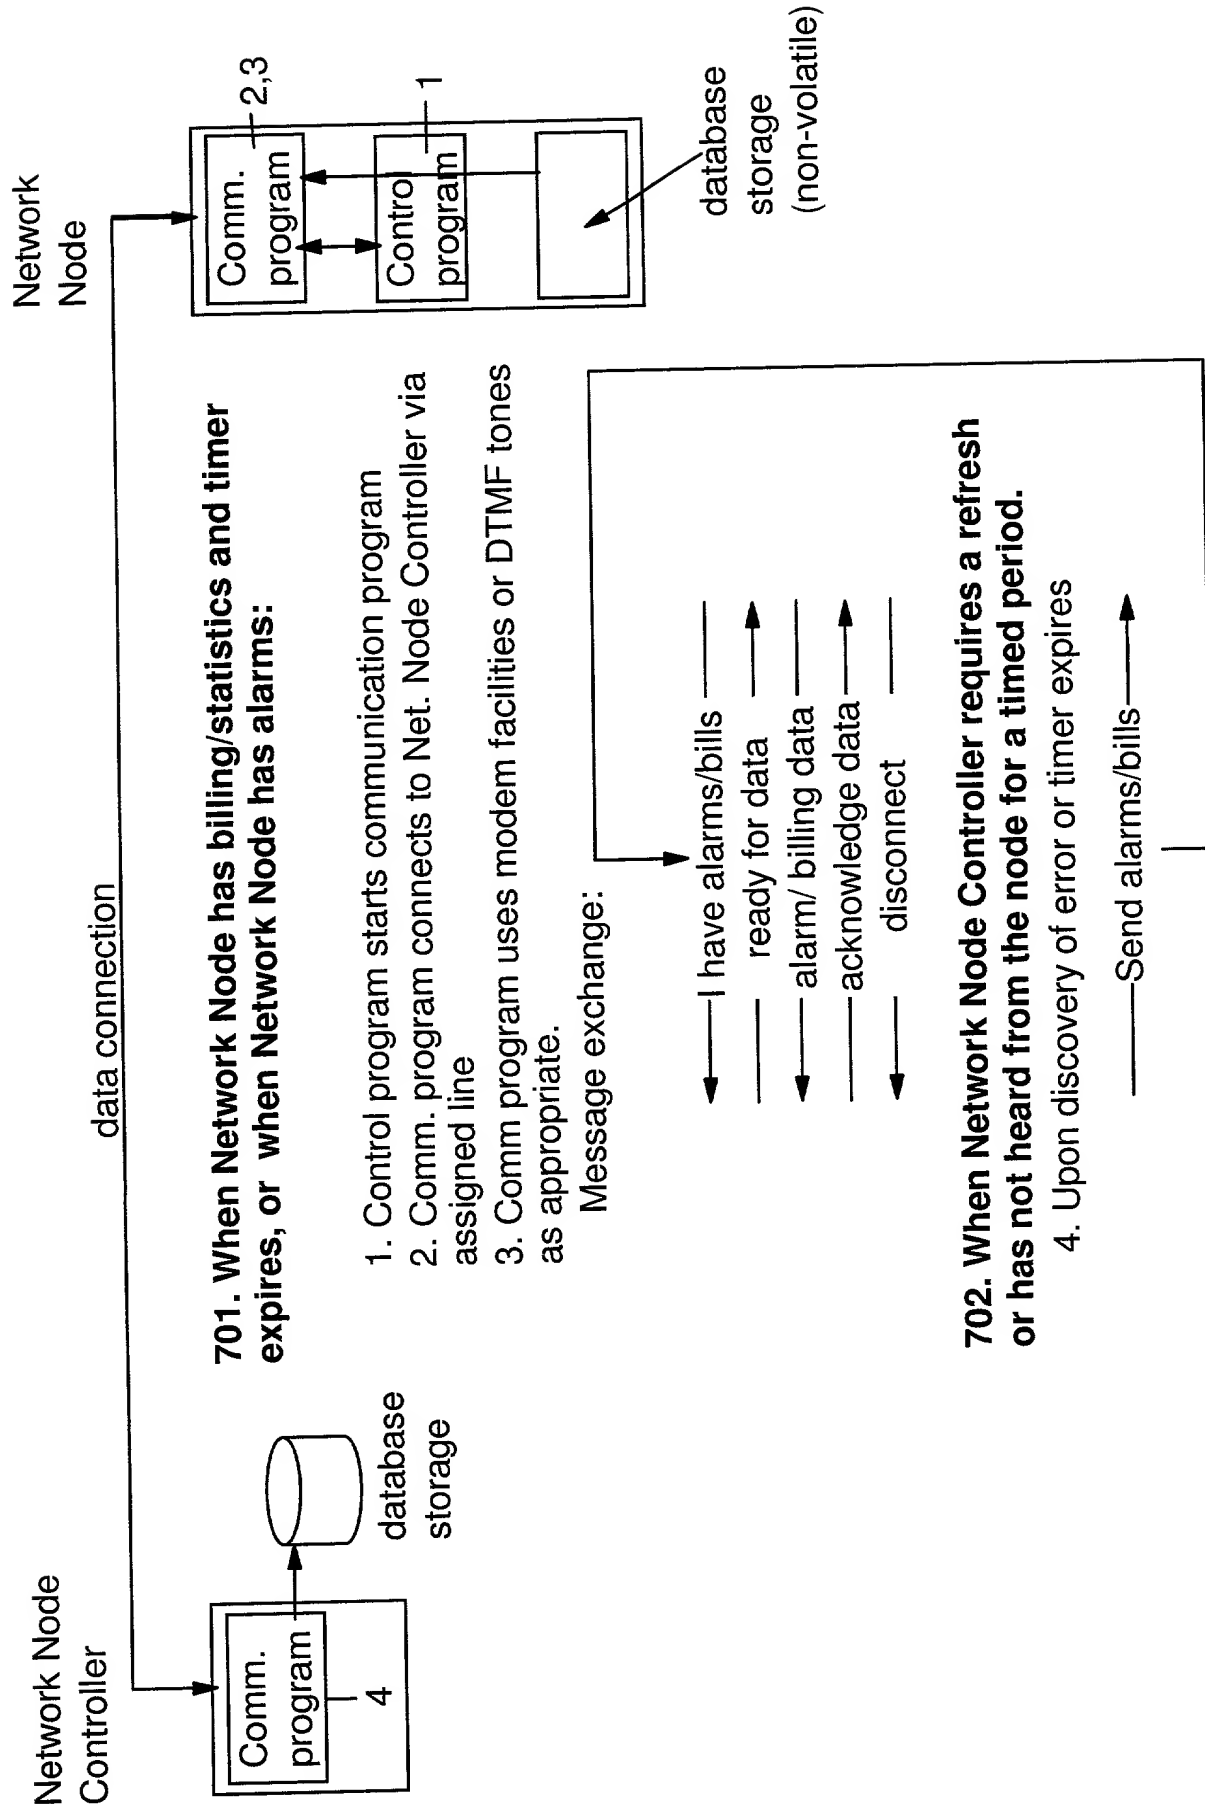 Network Node
Controller
Comm.
program
4
database
storage
data connection
Network
Node
Comm.
program
2,3
Control
program
1
database
storage
(non-volatile)
701. When Network Node has billing/statistics and timer
expires, or when Network Node has alarms:
1. Control program starts communication program
2. Comm. program connects to Net. Node Controller via
assigned line
3. Comm program uses modem facilities or DTMF tones
as appropriate.
Message exchange:
I have alarms/bills
ready for data
alarm/ billing data
acknowledge data
disconnect
702. When Network Node Controller requires a refresh
or has not heard from the node for a timed period.
4. Upon discovery of error or timer expires
Send alarms/bills